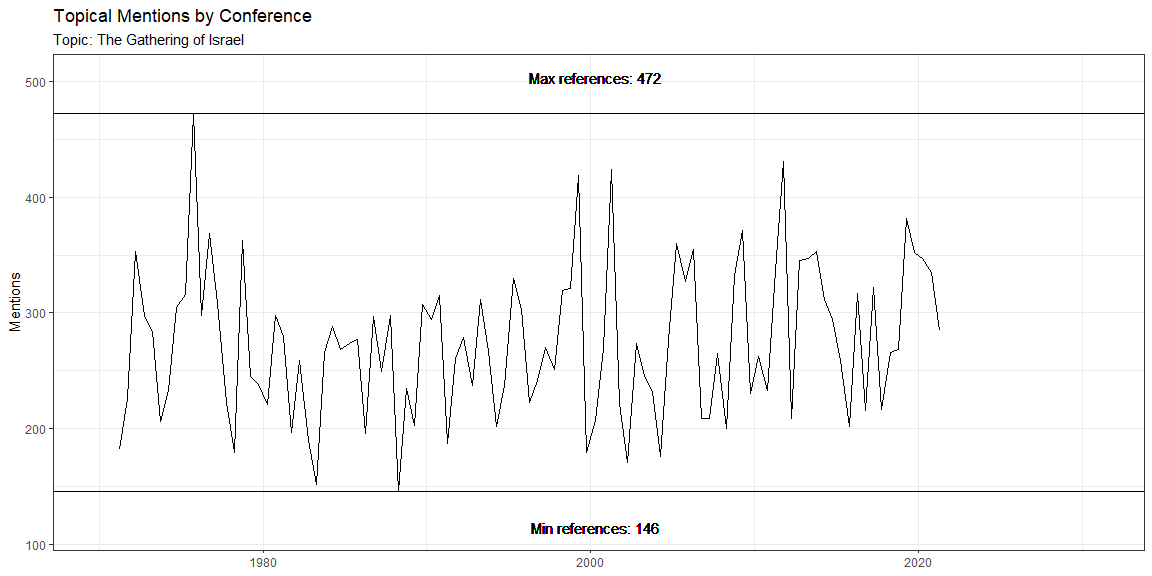 Topical Mentions by Conference
Topic: The Gathering of Israel
Max references: 472
500
400
Mentions
300
200
Min references: 146
100
1980
2000
2020